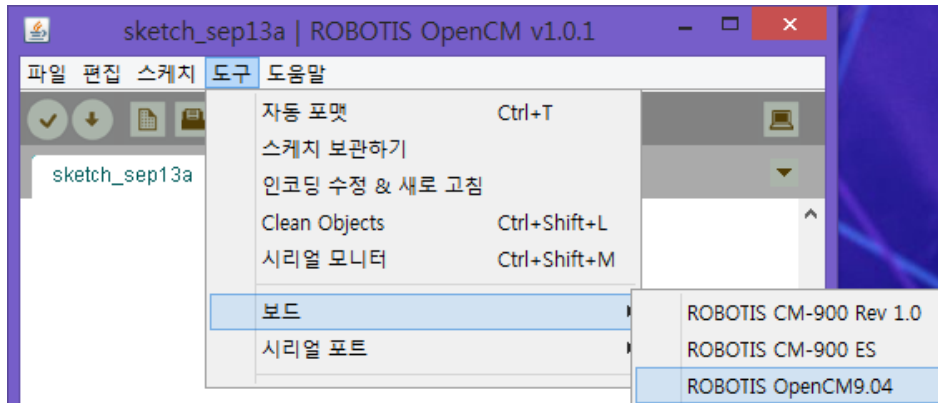 sketch_sep13a | ROBOTIS OpenCM v1.0.1
파일 편집 스케치 도구 도움말
자동 포맷 Ctrl+T
스케치 보관하기
sketch_sep13a
인코딩 수정 & 새로 고침
Clean Objects Ctrl+Shift+L
시리얼 모니터 Ctrl+Shift+M
보드
ROBOTIS CM-900 Rev 1.0
시리얼 포트
ROBOTIS CM-900 ES
ROBOTIS OpenCM9.04